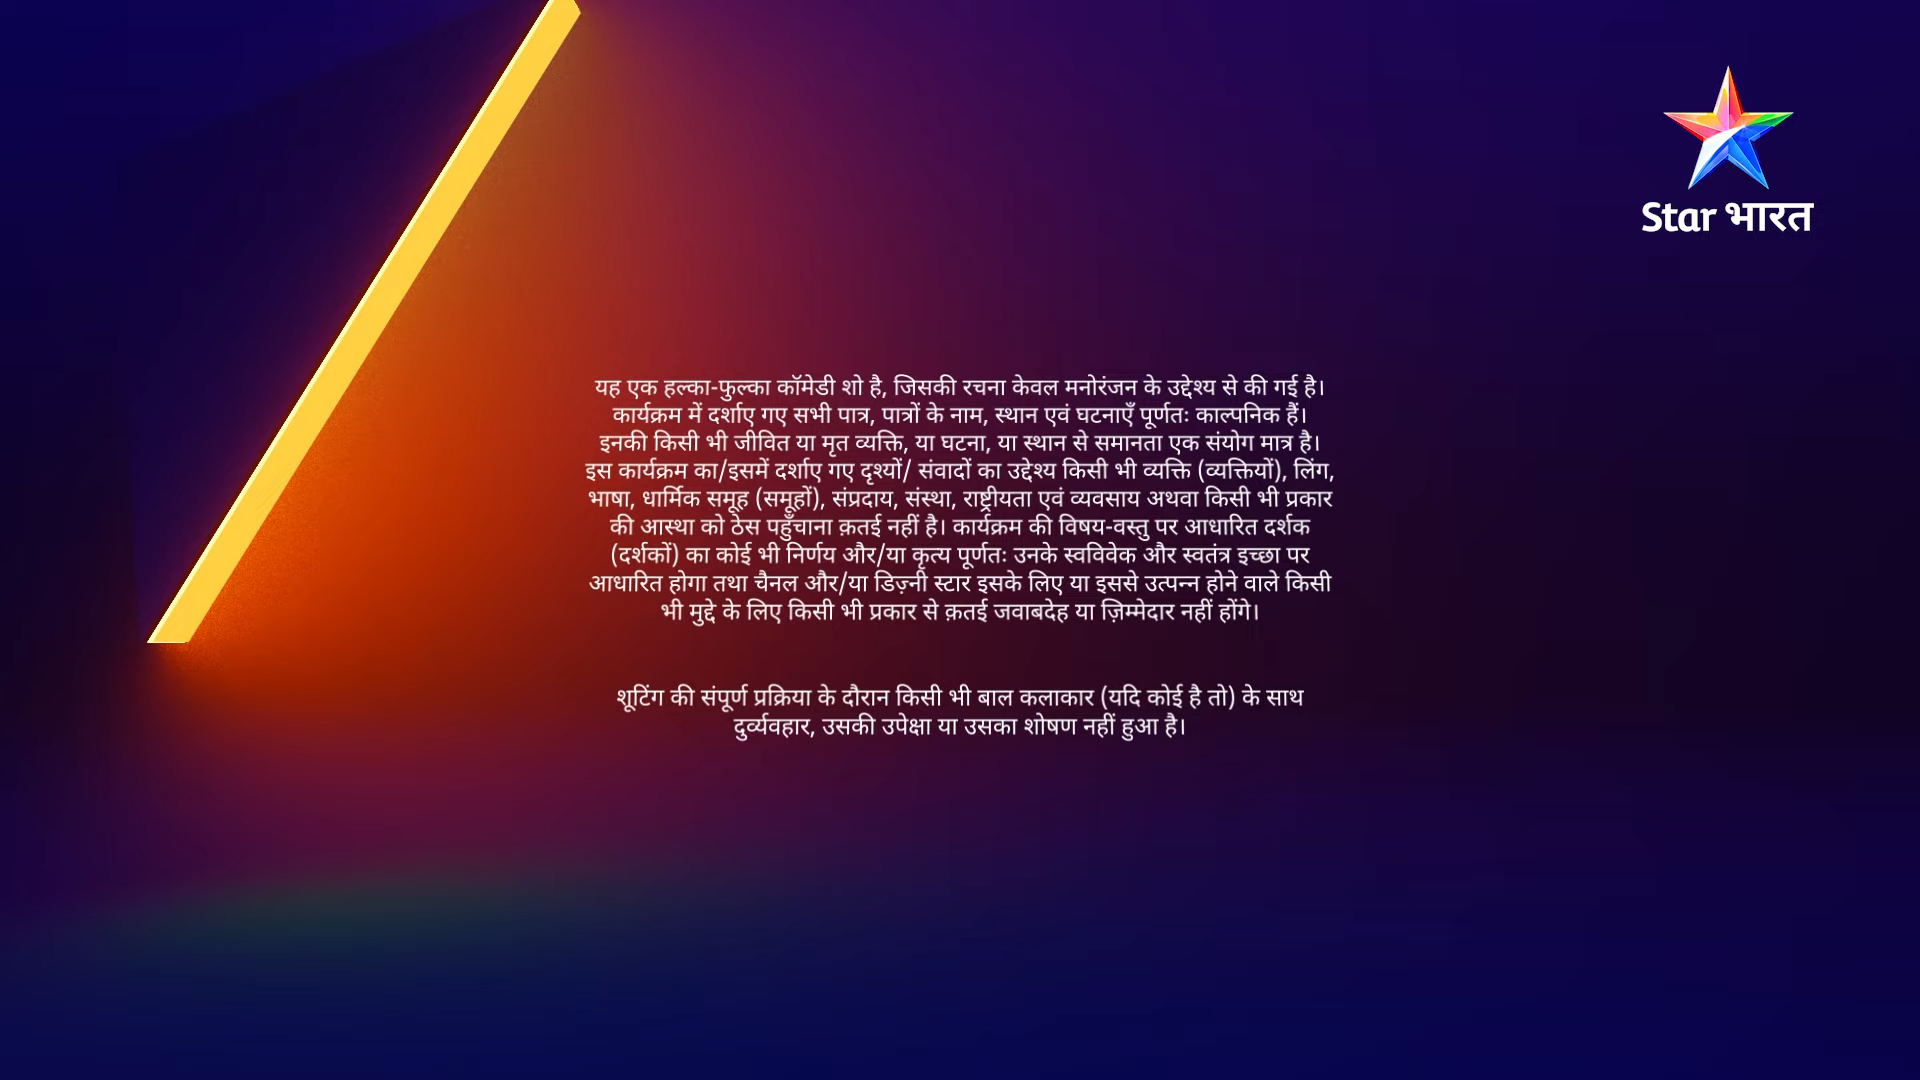 Star भारत
यह एक हल्का-फुल्का कॉमेडी शो है, जिसकी रचना केवल मनोरंजन के उद्देश्य से की गई है।
कार्यक्रम में दर्शाए गए सभी पात्र, पात्रों के नाम, स्थान एवं घटनाएँ पूर्णतः काल्पनिक हैं।
इनकी किसी भी जीवित या मृत व्यक्ति, या घटना, या स्थान से समानता एक संयोग मात्र है।
इस कार्यक्रम का/इसमें दर्शाए गए दृश्यों/ संवादों का उद्देश्य किसी भी व्यक्ति (व्यक्तियों), लिंग,
भाषा, धार्मिक समूह (समूहों), संप्रदाय, संस्था, राष्ट्रीयता एवं व्यवसाय अथवा किसी भी प्रकार
की आस्था को ठेस पहुँचाना क़तई नहीं है। कार्यक्रम की विषय-वस्तु पर आधारित दर्शक
(दर्शकों) का कोई भी निर्णय और/या कृत्य पूर्णतः उनके स्वविवेक और स्वतंत्र इच्छा पर
आधारित होगा तथा चैनल और/या डिज़्नी स्टार इसके लिए या इससे उत्पन्न होने वाले किसी
भी मुद्दे के लिए किसी भी प्रकार से क़तई जवाबदेह या ज़िम्मेदार नहीं होंगे।
शूटिंग की संपूर्ण प्रक्रिया के दौरान किसी भी बाल कलाकार (यदि कोई है तो) के साथ
दुर्व्यवहार, उसकी उपेक्षा या उसका शोषण नहीं हुआ है।